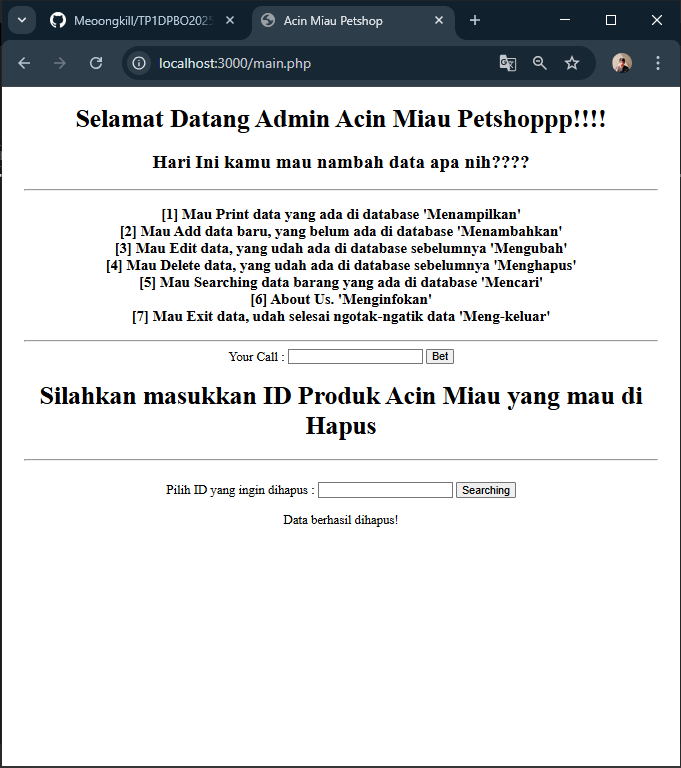 Meoongkill/TP1DPBO2025
Acin Miau Petshop
localhost:3000/main.php
Selamat Datang Admin Acin Miau Petshoppp!!!!
Hari Ini kamu mau nambah data apa nih????
[1] Mau Print data yang ada di database 'Menampilkan'
[2] Mau Add data baru, yang belum ada di database 'Menambahkan'
[3] Mau Edit data, yang udah ada di database sebelumnya 'Mengubah'
[4] Mau Delete data, yang udah ada di database sebelumnya 'Menghapus'
[5] Mau Searching data barang yang ada di database 'Mencari'
[6] About Us. 'Menginfokan'
[7] Mau Exit data, udah selesai ngotak-ngatik data 'Meng-keluar'
Your Call : Bet
Silahkan masukkan ID Produk Acin Miau yang mau di
Hapus
Pilih ID yang ingin dihapus : Searching
Data berhasil dihapus!